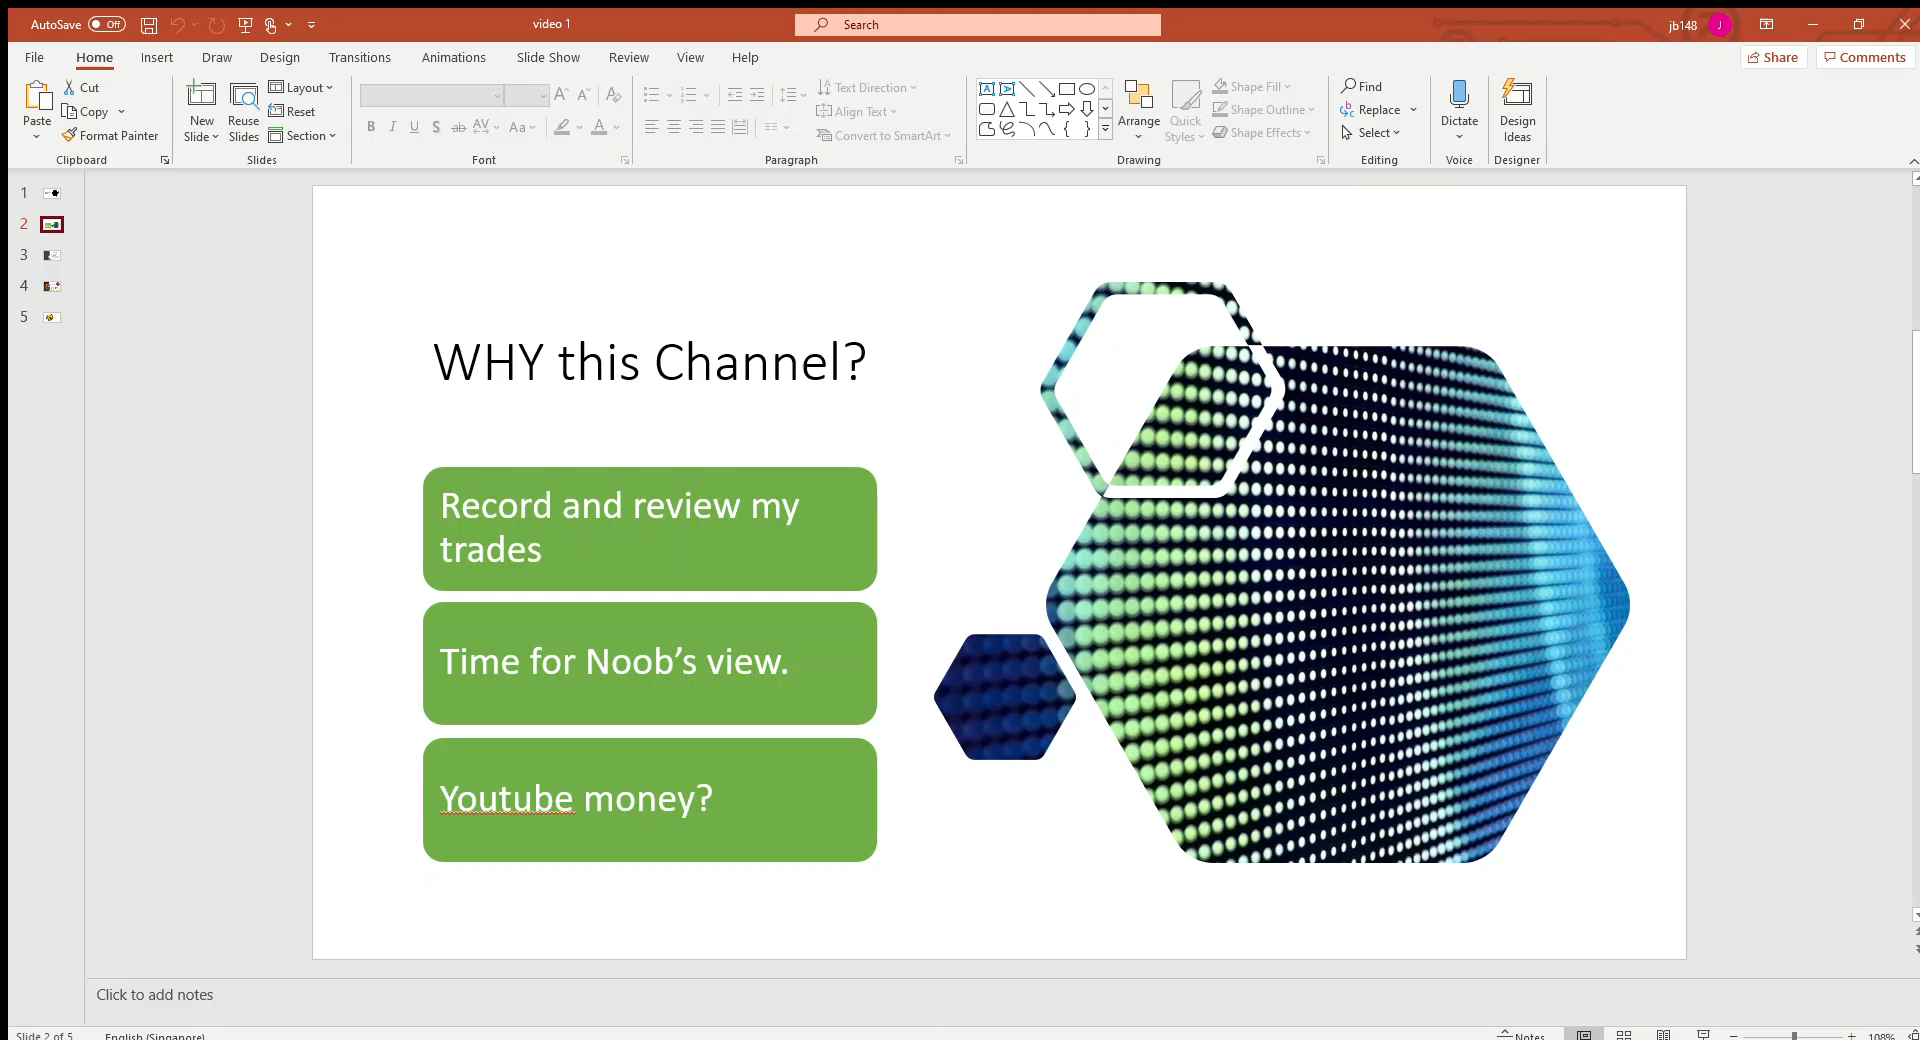 AutoSave Off video 1 Search jb148 J
File Home Insert Draw Design Transitions Animations Slide Show Review View Help Share Comments
Paste Cut Copy Format Painter
Clipboard
New Slide Reuse Slides Layout Reset Section
Slides
B I U S ab AV Aa A
Font
Text Direction Align Text Convert to SmartArt
Paragraph
Arrange Quick Styles Shape Fill Shape Outline Shape Effects
Drawing
Find Replace Select
Editing
Dictate
Voice
Design Ideas
Designer
1
2
3
4
5
WHY this Channel?
Record and review my
trades
Time for Noob’s view.
Youtube money?
Click to add notes
Slide 2 of 5 English (Singapore) Notes 108%